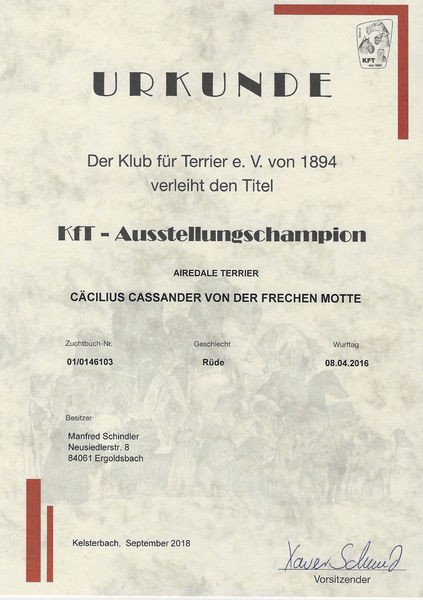 KFT
von 1894
URKUNDE
Der Klub für Terrier e. V. von 1894
verleiht den Titel
KfT - Ausstellungschampion
AIREDALE TERRIER
CÄCILIUS CASSANDER VON DER FRECHEN MOTTE
Zuchtbuch-Nr. Geschlecht Wurftag
01/0146103 Rüde 08.04.2016
Besitzer
Manfred Schindler
Neusiedlerstr. 8
84061 Ergoldsbach
Kelsterbach, September 2018
Xaver Schmid
Vorsitzender